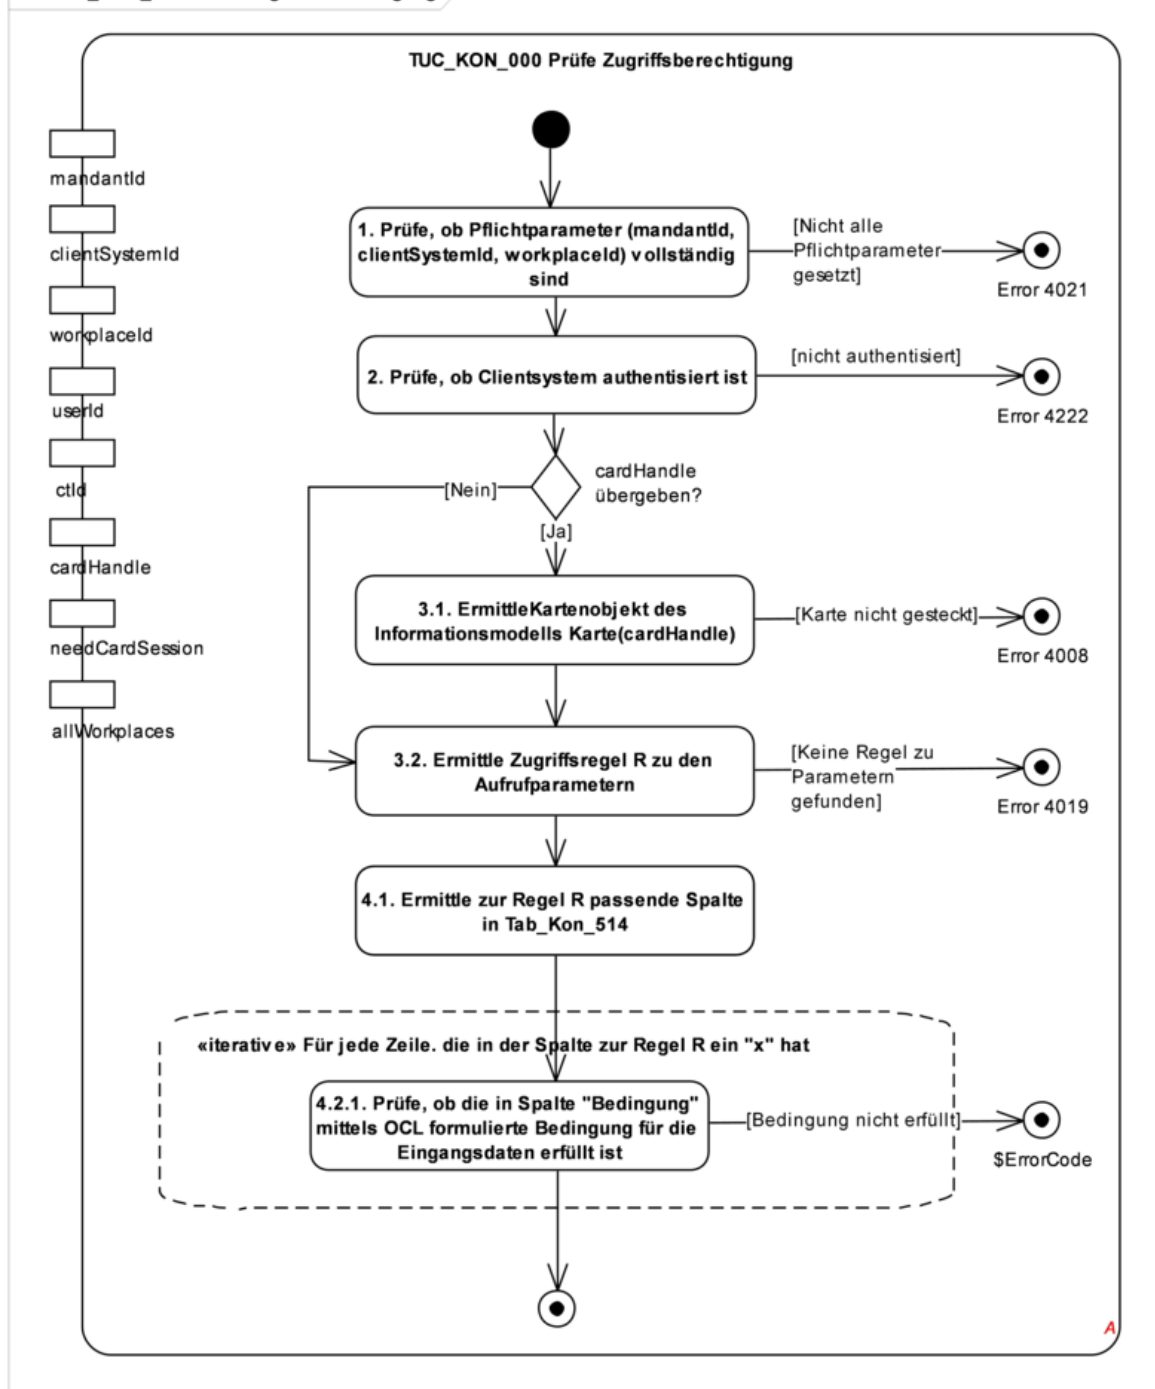 TUC_KON_000 Prüfe Zugriffsberechtigung
mandantId
clientSystemId
workplaceId
userId
ctId
cardHandle
needCardSession
allWorkplaces
1. Prüfe, ob Pflichtparameter (mandantId,
clientSystemId, workplaceId) vollständig
sind
[Nicht alle
Pflichtparameter
gesetzt]
Error 4021
2. Prüfe, ob Clientsystem authentisiert ist
[nicht authentisiert]
Error 4222
cardHandle
übergeben?
[Nein]
[Ja]
3.1. ErmittleKartenobjekt des
Informationsmodells Karte(cardHandle)
[Karte nicht gesteckt]
Error 4008
3.2. Ermittle Zugriffsregel R zu den
Aufrufparametern
[Keine Regel zu
Parametern
gefunden]
Error 4019
4.1. Ermittle zur Regel R passende Spalte
in Tab_Kon_514
«iterative» Für jede Zeile. die in der Spalte zur Regel R ein "x" hat
4.2.1. Prüfe, ob die in Spalte "Bedingung"
mittels OCL formulierte Bedingung für die
Eingangsdaten erfüllt ist
[Bedingung nicht erfüllt]
$ErrorCode
A